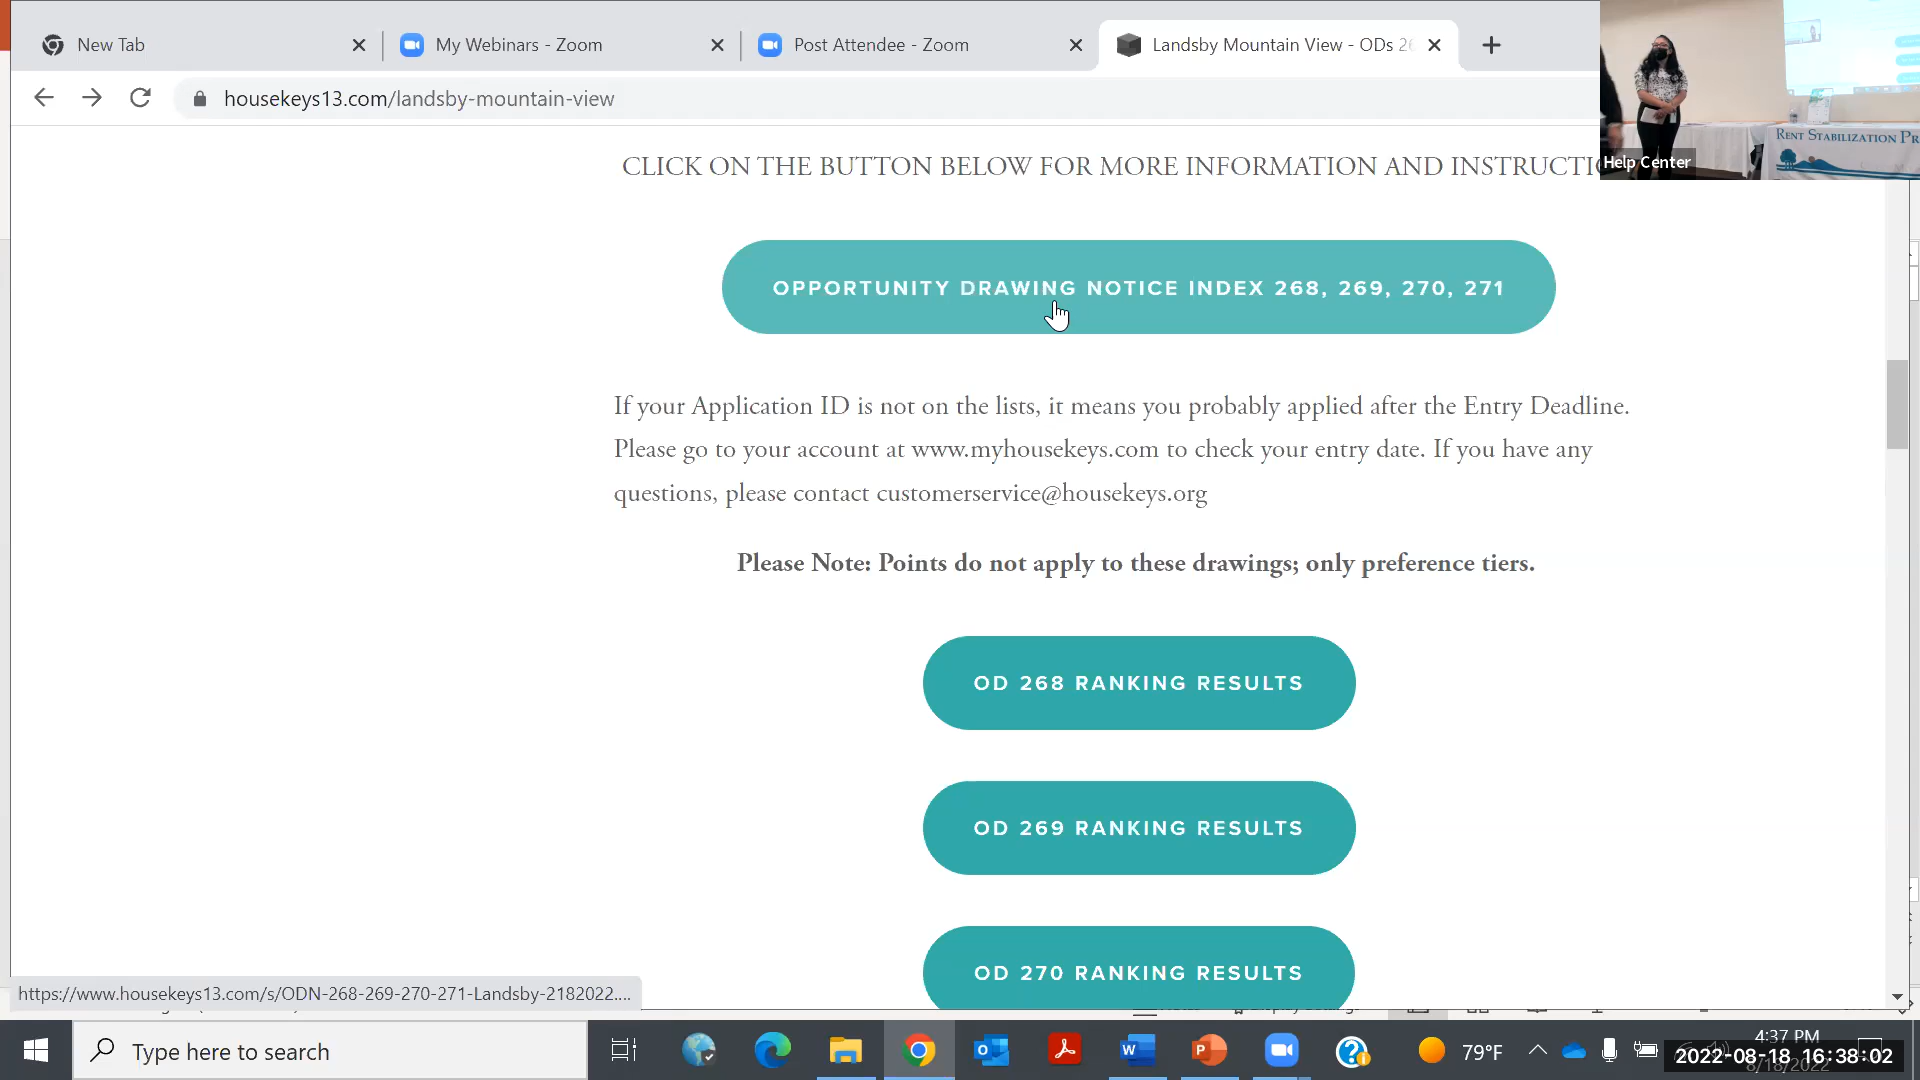 New Tab
My Webinars - Zoom
Post Attendee - Zoom
Landsby Mountain View - ODs 26
housekeys13.com/landsby-mountain-view
RENT STABILIZATION PR
Help Center
CLICK ON THE BUTTON BELOW FOR MORE INFORMATION AND INSTRUCTIO
OPPORTUNITY DRAWING NOTICE INDEX 268, 269, 270, 271
If your Application ID is not on the lists, it means you probably applied after the Entry Deadline.
Please go to your account at www.myhousekeys.com to check your entry date. If you have any
questions, please contact customerservice@housekeys.org
Please Note: Points do not apply to these drawings; only preference tiers.
OD 268 RANKING RESULTS
OD 269 RANKING RESULTS
OD 270 RANKING RESULTS
https://www.housekeys13.com/s/ODN-268-269-270-271-Landsby-2182022....
Type here to search
79°F
4:37 PM
2022-08-18 16:38:02
8/18/2022